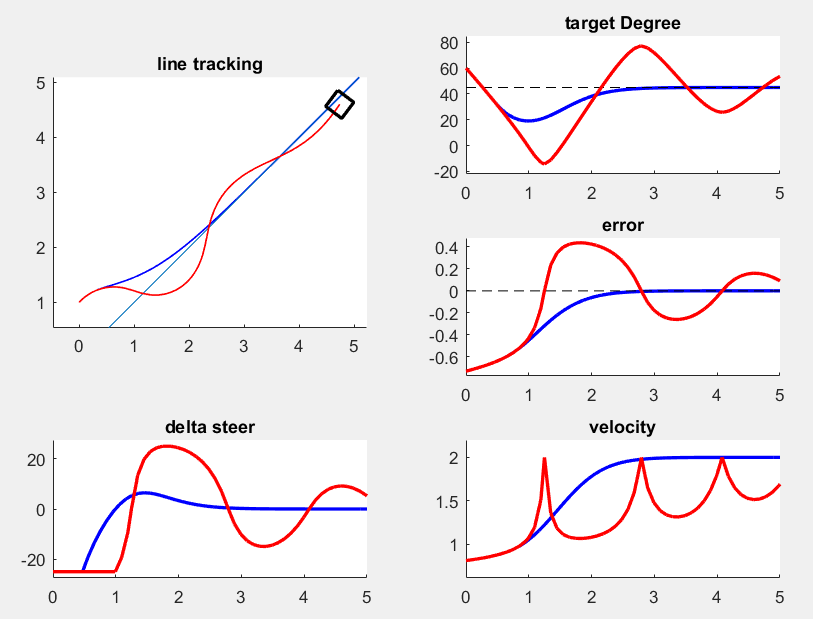 line tracking
5
4
3
2
1
0 1 2 3 4 5
target Degree
80
60
40
20
0
-20
0 1 2 3 4 5
error
0.4
0.2
0
-0.2
-0.4
-0.6
0 1 2 3 4 5
delta steer
20
0
-20
0 1 2 3 4 5
velocity
2
1.5
1
0 1 2 3 4 5